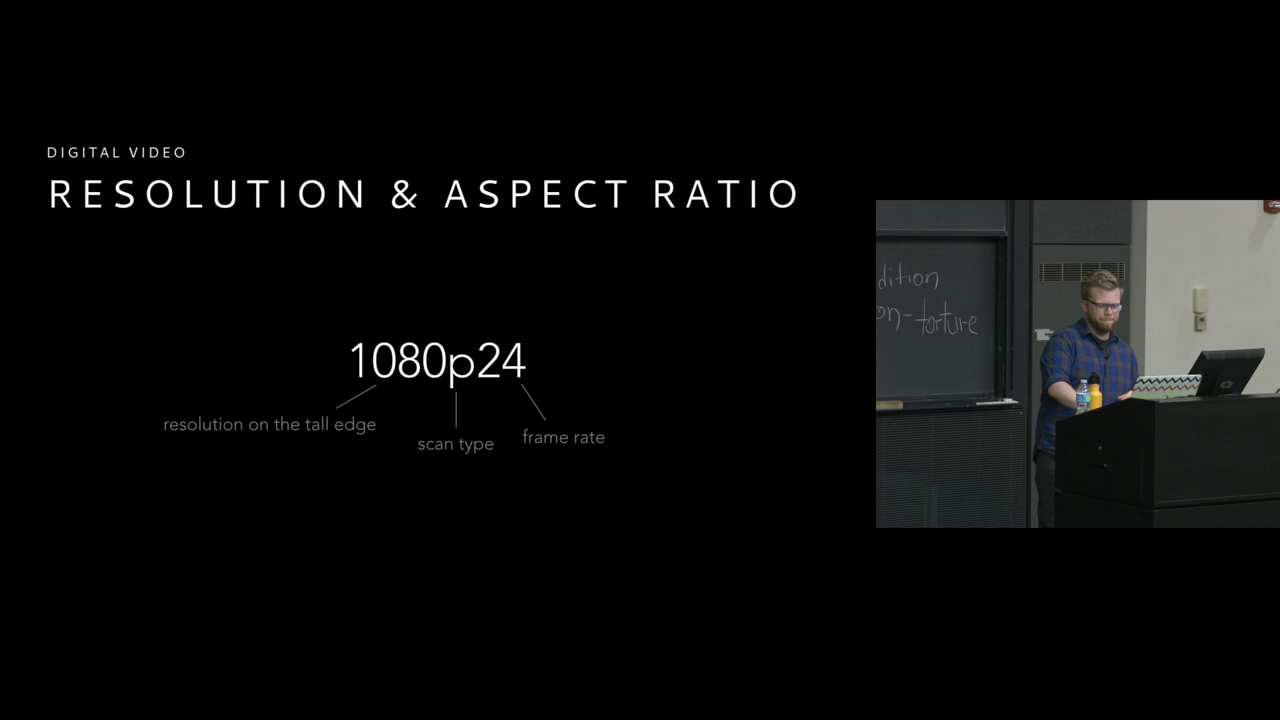 DIGITAL VIDEO
RESOLUTION & ASPECT RATIO
1080p24
resolution on the tall edge
scan type
frame rate
dition
on-torture